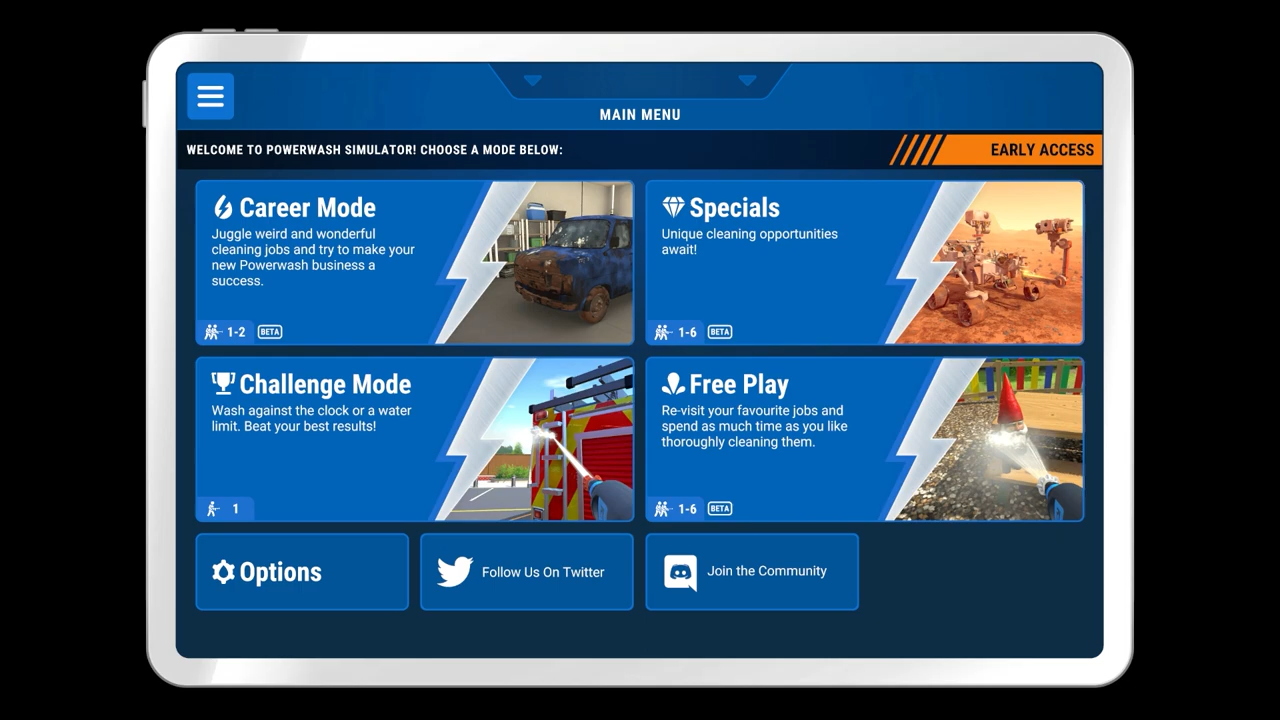 MAIN MENU
WELCOME TO POWERWASH SIMULATOR! CHOOSE A MODE BELOW:
EARLY ACCESS
Career Mode
Juggle weird and wonderful
cleaning jobs and try to make your
new Powerwash business a
success.
1-2 BETA
Specials
Unique cleaning opportunities
await!
1-6 BETA
Challenge Mode
Wash against the clock or a water
limit. Beat your best results!
1
Free Play
Re-visit your favourite jobs and
spend as much time as you like
thoroughly cleaning them.
1-6 BETA
Options
Follow Us On Twitter
Join the Community